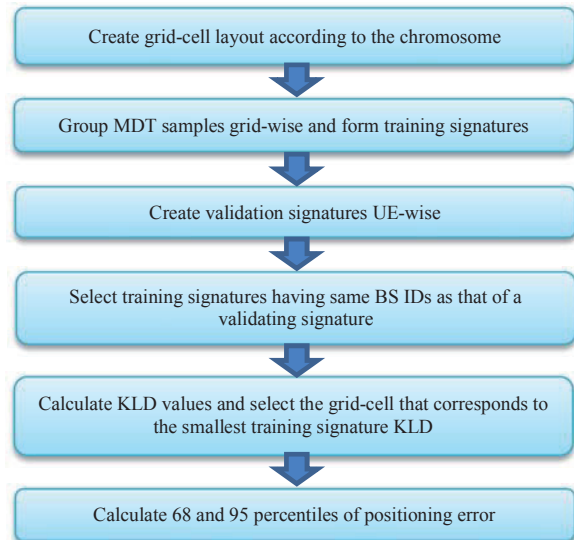 Create grid-cell layout according to the chromosome
Group MDT samples grid-wise and form training signatures
Create validation signatures UE-wise
Select training signatures having same BS IDs as that of a
validating signature
Calculate KLD values and select the grid-cell that corresponds to
the smallest training signature KLD
Calculate 68 and 95 percentiles of positioning error